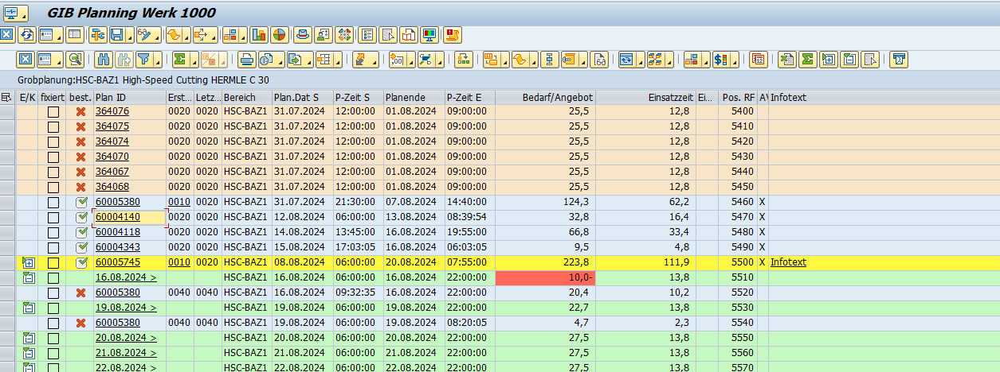 GIB Planning Werk 1000
Grobplanung:HSC-BAZ1 High-Speed Cutting HERMLE C 30
E/K fixiert best. Plan ID Erst... Letz... Bereich Plan.Dat S P-Zeit S Planende P-Zeit E Bedarf/Angebot Einsatzzeit Ei... Pos. RF AV Infotext
364076 0020 0020 HSC-BAZ1 31.07.2024 12:00:00 01.08.2024 09:00:00 25,5 12,8 5400
364075 0020 0020 HSC-BAZ1 31.07.2024 12:00:00 01.08.2024 09:00:00 25,5 12,8 5410
364074 0020 0020 HSC-BAZ1 31.07.2024 12:00:00 01.08.2024 09:00:00 25,5 12,8 5420
364070 0020 0020 HSC-BAZ1 31.07.2024 12:00:00 01.08.2024 09:00:00 25,5 12,8 5430
364067 0020 0020 HSC-BAZ1 31.07.2024 12:00:00 01.08.2024 09:00:00 25,5 12,8 5440
364068 0020 0020 HSC-BAZ1 31.07.2024 12:00:00 01.08.2024 09:00:00 25,5 12,8 5450
60005380 0010 0020 HSC-BAZ1 31.07.2024 21:30:00 07.08.2024 14:40:00 124,3 62,2 5460 X
60004140 0020 0020 HSC-BAZ1 12.08.2024 06:00:00 13.08.2024 08:39:54 32,8 16,4 5470 X
60004118 0020 0020 HSC-BAZ1 14.08.2024 13:45:00 16.08.2024 19:55:00 66,8 33,4 5480 X
60004343 0020 0020 HSC-BAZ1 15.08.2024 17:03:05 16.08.2024 06:03:05 9,5 4,8 5490 X
60005745 0010 0020 HSC-BAZ1 08.08.2024 06:00:00 20.08.2024 07:55:00 223,8 111,9 5500 X Infotext
16.08.2024 > HSC-BAZ1 16.08.2024 06:00:00 16.08.2024 22:00:00 10,0- 13,8 5510
60005380 0040 0040 HSC-BAZ1 16.08.2024 09:32:35 16.08.2024 22:00:00 20,4 10,2 5520
19.08.2024 > HSC-BAZ1 19.08.2024 06:00:00 19.08.2024 22:00:00 22,7 13,8 5530
60005380 0040 0040 HSC-BAZ1 19.08.2024 06:00:00 19.08.2024 08:20:05 4,7 2,3 5540
20.08.2024 > HSC-BAZ1 20.08.2024 06:00:00 20.08.2024 22:00:00 27,5 13,8 5550
21.08.2024 > HSC-BAZ1 21.08.2024 06:00:00 21.08.2024 22:00:00 27,5 13,8 5560
22.08.2024 > HSC-BAZ1 22.08.2024 06:00:00 22.08.2024 22:00:00 27,5 13,8 5570